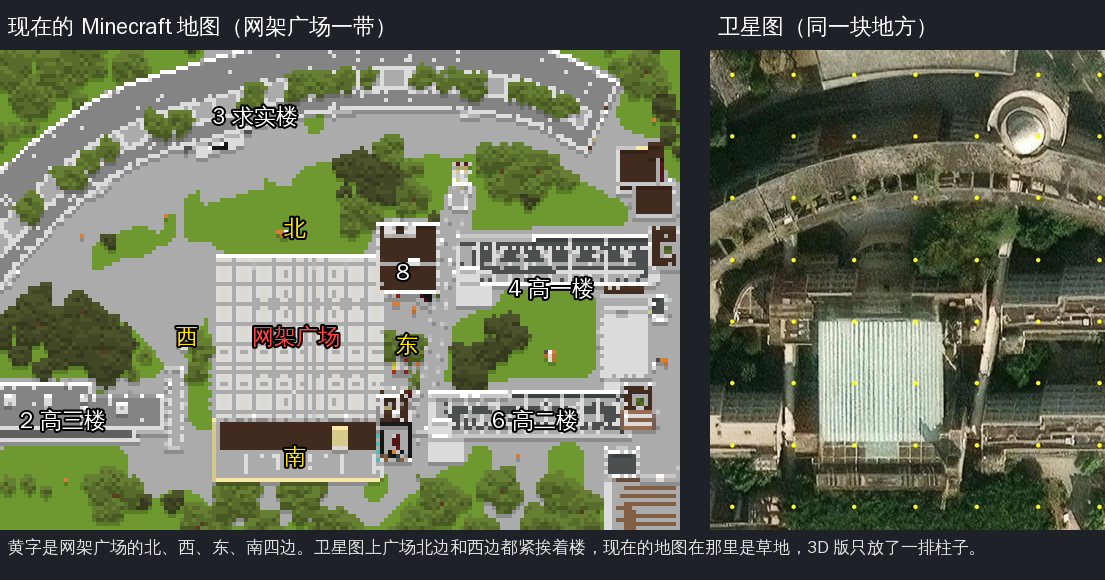 现在的 Minecraft 地图（网架广场一带）
卫星图（同一块地方）
3 求实楼
北
8
4 高一楼
西
网架广场
东
2 高三楼
6 高二楼
南
黄字是网架广场的北、西、东、南四边。卫星图上广场北边和西边都紧挨着楼，现在的地图在那里是草地，3D 版只放了一排柱子。